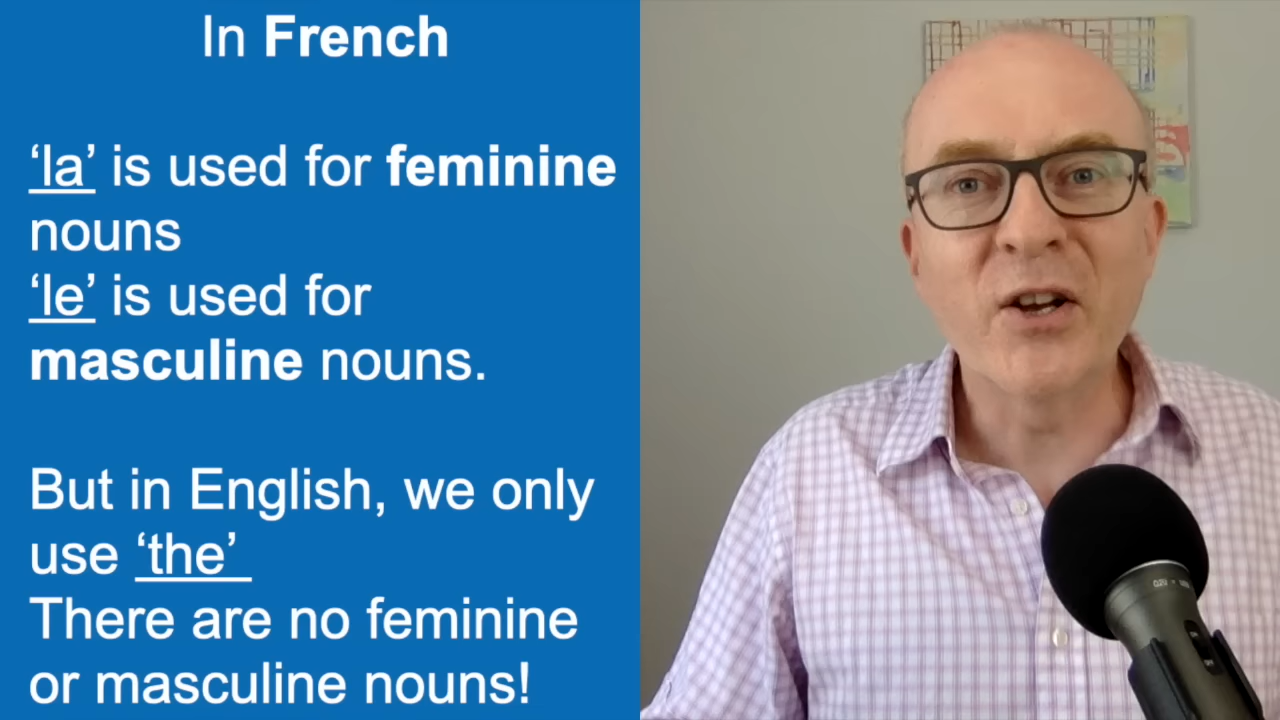 In French
‘la’ is used for feminine
nouns
‘le’ is used for
masculine nouns.
But in English, we only
use ‘the’
There are no feminine
or masculine nouns!